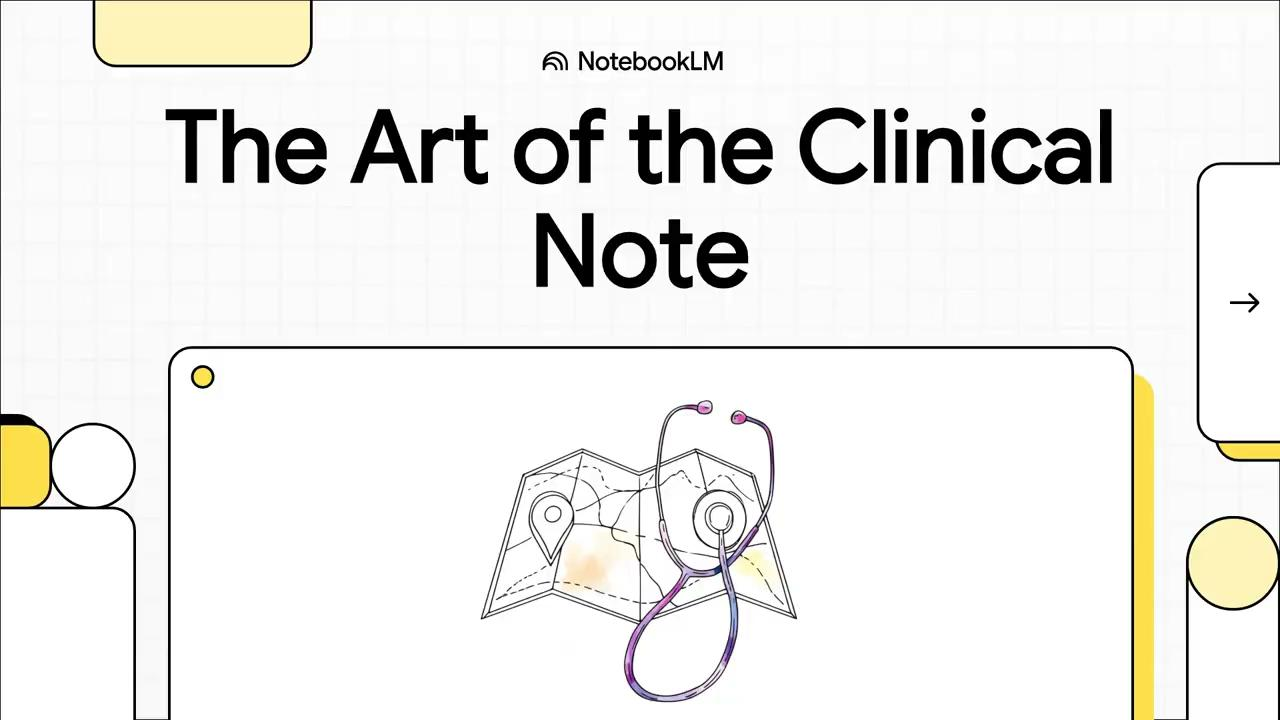 NotebookLM
The Art of the Clinical
Note